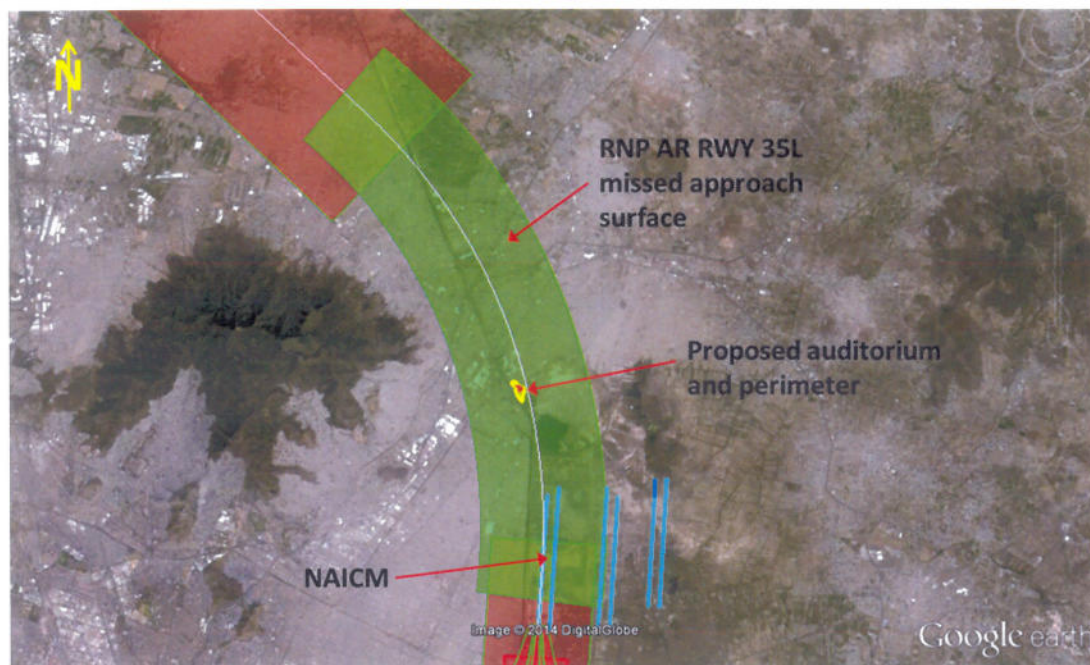 N
RNP AR RWY 35L
missed approach
surface
Proposed auditorium
and perimeter
NAICM
Image © 2014 DigitalGlobe
Google earth